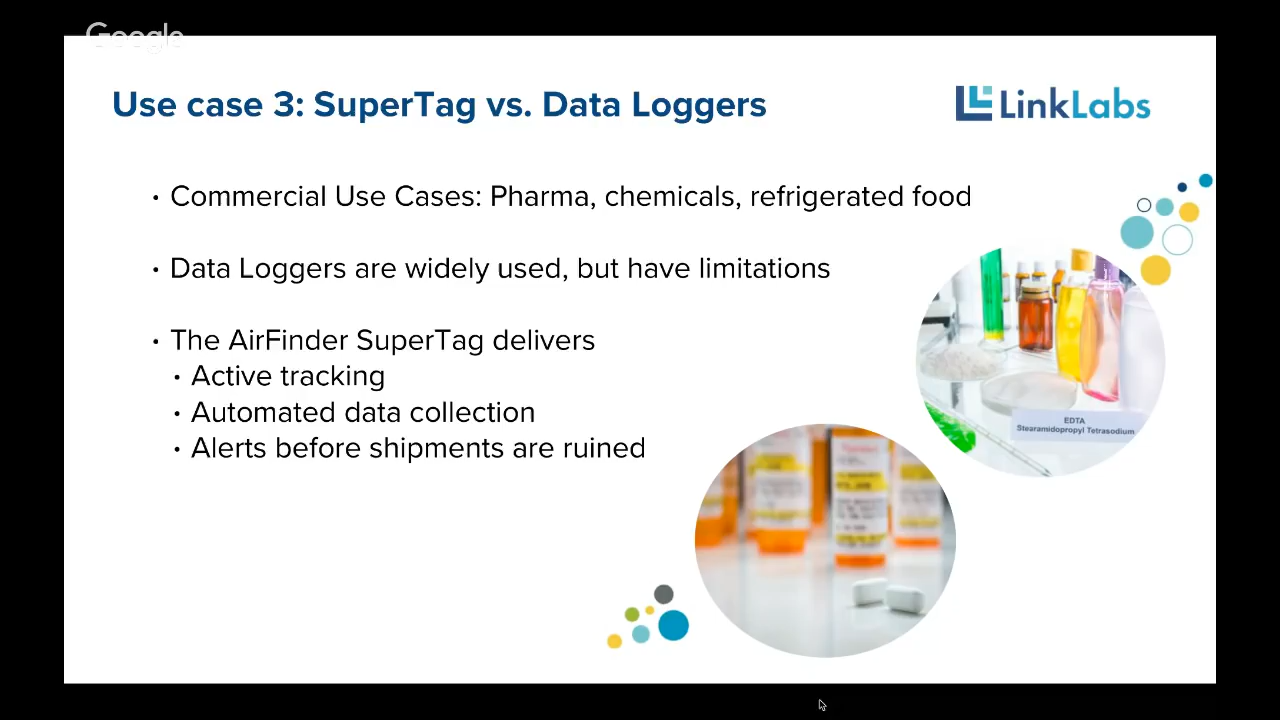 Google
Use case 3: SuperTag vs. Data Loggers
LinkLabs
• Commercial Use Cases: Pharma, chemicals, refrigerated food
• Data Loggers are widely used, but have limitations
• The AirFinder SuperTag delivers
• Active tracking
• Automated data collection
• Alerts before shipments are ruined
EDTA
Stearamidopropyl Tetrasodium